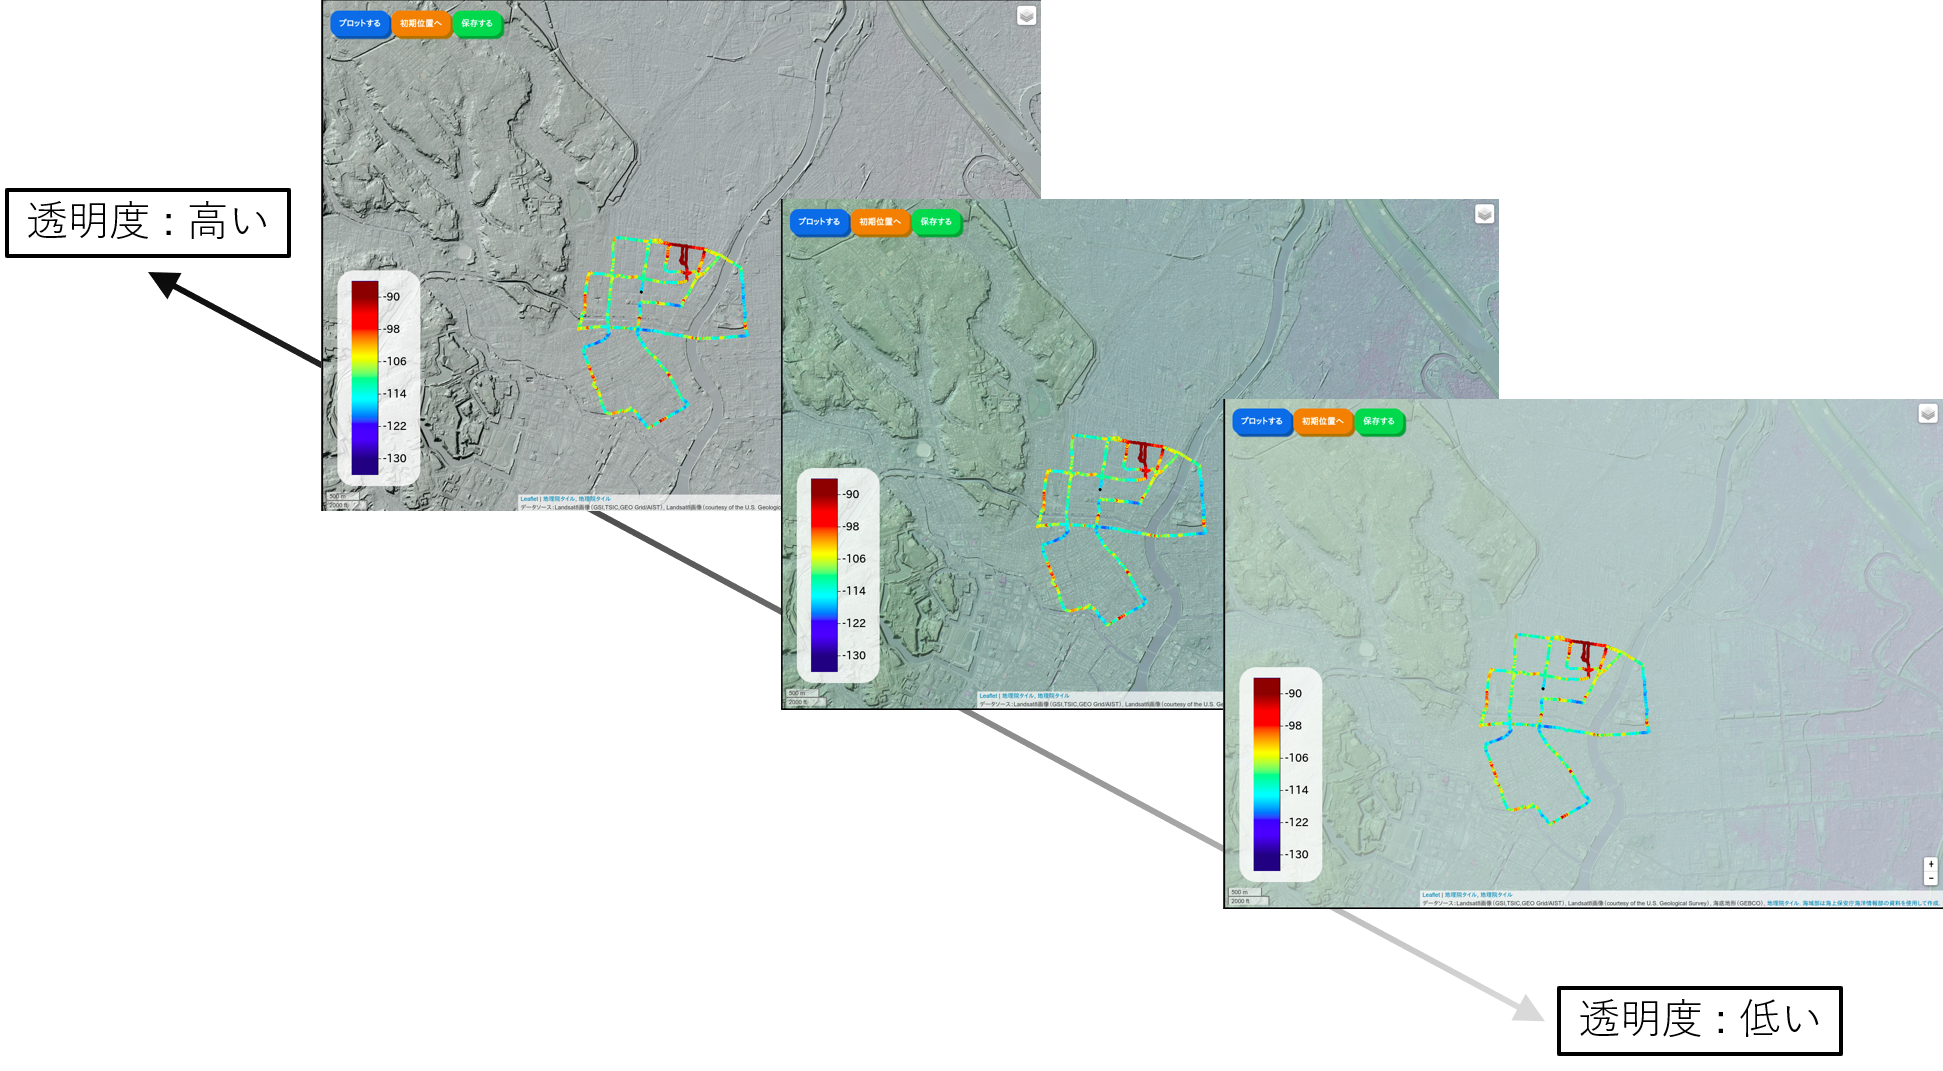 プロットする 初期位置へ 保存する
透明度：高い
-90
-98
-106
-114
-122
-130
500 m
2000 ft
Leaflet | 地理院タイル, 地理院タイル
データソース：Landsat8画像（GSI,TSIC,GEO Grid/AIST）, Landsat8画像（courtesy of the U.S. Geologic
プロットする 初期位置へ 保存する
-90
-98
-106
-114
-122
-130
500 m
2000 ft
Leaflet | 地理院タイル, 地理院タイル
データソース：Landsat8画像（GSI,TSIC,GEO Grid/AIST）, Landsat8画像（courtesy of the U.S. Ge
プロットする 初期位置へ 保存する
-90
-98
-106
-114
-122
-130
+
−
500 m
2000 ft
Leaflet | 地理院タイル, 地理院タイル
データソース：Landsat8画像（GSI,TSIC,GEO Grid/AIST）, Landsat8画像（courtesy of the U.S. Geological Survey）, 海底地形（GEBCO）, 地理院タイル. 海域部は海上保安庁海洋情報部の資料を使用して作成.
透明度：低い